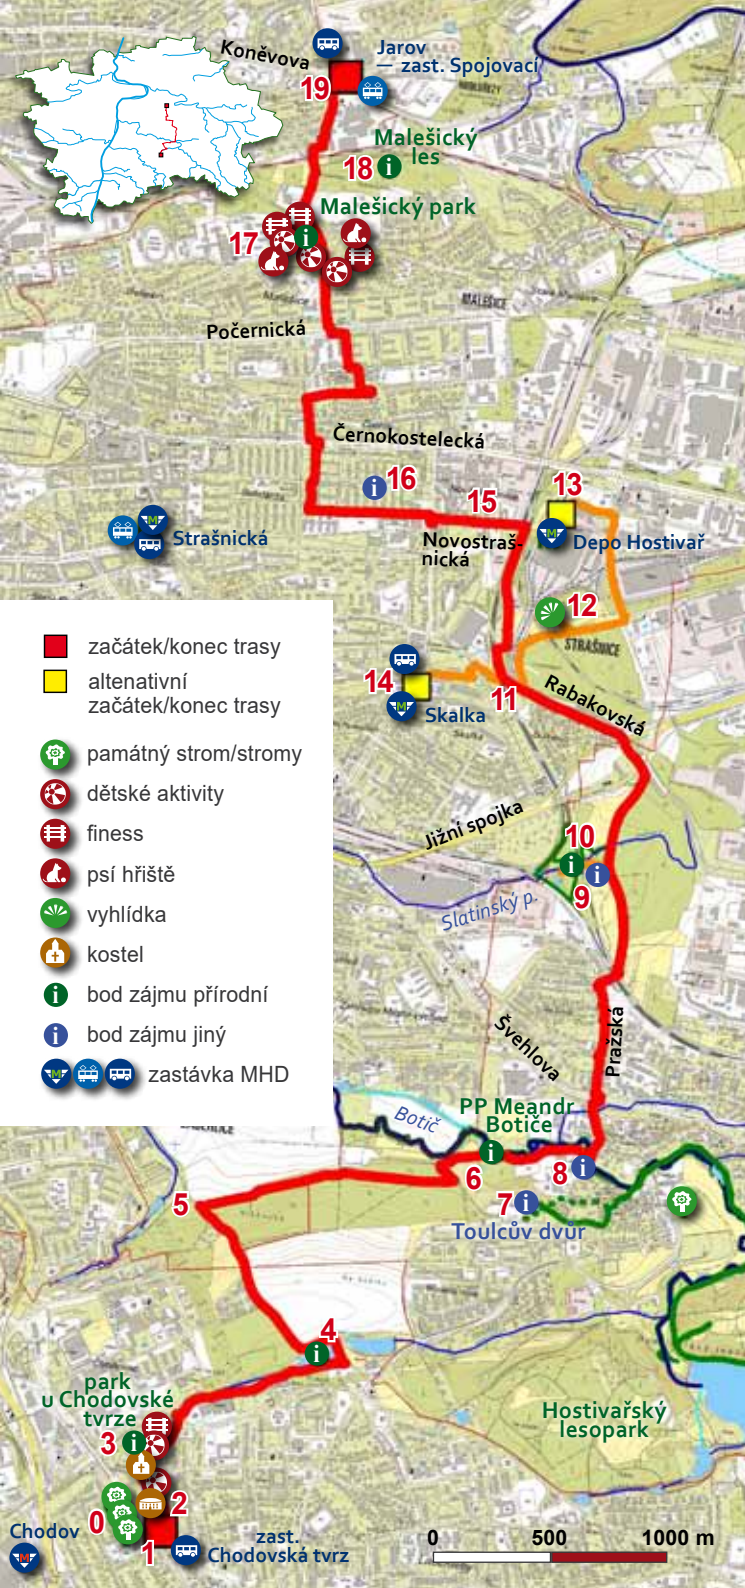 Koněvova
Jarov
— zast. Spojovací
19
Malešický
les
18
Malešický park
17
Počernická
MALEŠICE
Černokostelecká
16
15
13
Strašnická
Novostraš-
nická
Depo Hostivař
12
STRAŠNICE
14
11
Skalka
Rabakovská
začátek/konec trasy
altenativní
začátek/konec trasy
památný strom/stromy
dětské aktivity
finess
psí hřiště
vyhlídka
kostel
bod zájmu přírodní
bod zájmu jiný
zastávka MHD
Jižní spojka
10
9
Slatinský p.
Švehlova
Pražská
PP Meandr
Botiče
Botič
6
8
5
7
Toulcův dvůr
4
park
u Chodovské
tvrze
3
Hostivařský
lesopark
2
0
1
Chodov
zast.
Chodovská tvrz
0 500 1000 m